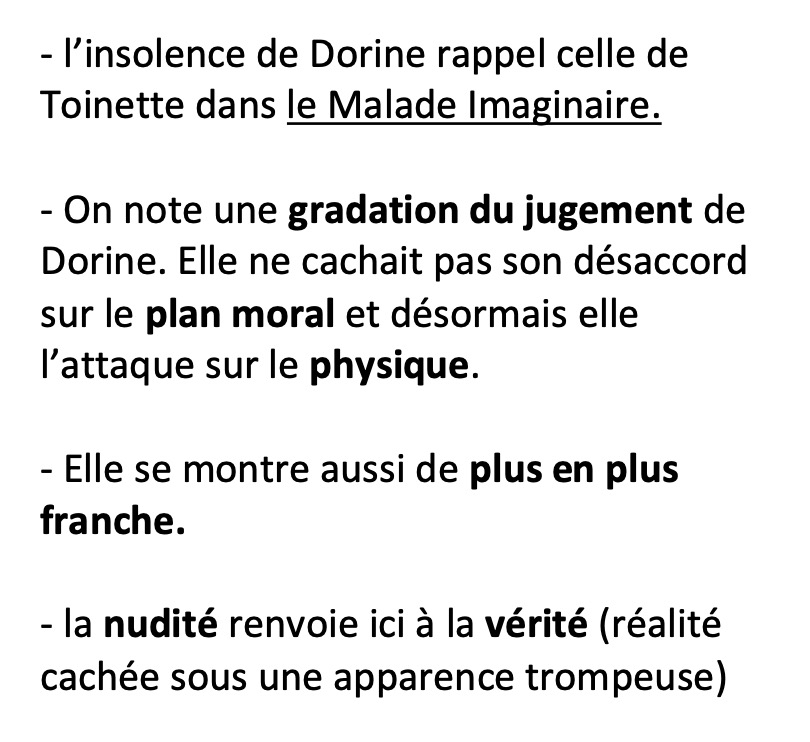 - l’insolence de Dorine rappel celle de
Toinette dans le Malade Imaginaire.
- On note une gradation du jugement de
Dorine. Elle ne cachait pas son désaccord
sur le plan moral et désormais elle
l’attaque sur le physique.
- Elle se montre aussi de plus en plus
franche.
- la nudité renvoie ici à la vérité (réalité
cachée sous une apparence trompeuse)